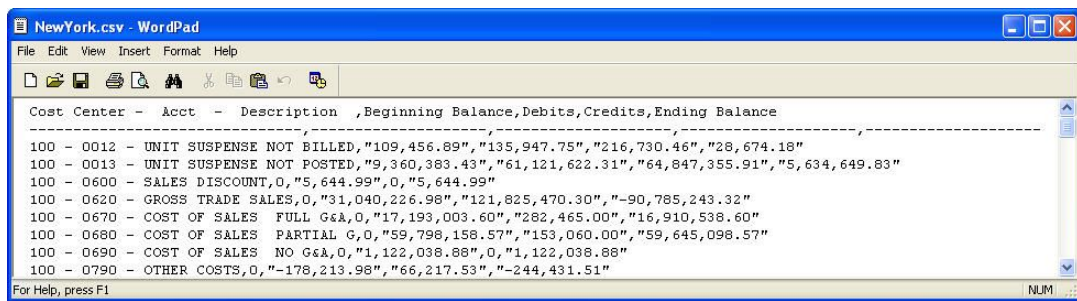 NewYork.csv - WordPad
File Edit View Insert Format Help
Cost Center -  Acct  -  Description  ,Beginning Balance,Debits,Credits,Ending Balance
---------------------------------,----------------------,----------------------,----------------------,---------------------
100 - 0012 - UNIT SUSPENSE NOT BILLED,"109,456.89","135,947.75","216,730.46","28,674.18"
100 - 0013 - UNIT SUSPENSE NOT POSTED,"9,360,383.43","61,121,622.31","64,847,355.91","5,634,649.83"
100 - 0600 - SALES DISCOUNT,0,"5,644.99",0,"5,644.99"
100 - 0620 - GROSS TRADE SALES,0,"31,040,226.98","121,825,470.30","-90,785,243.32"
100 - 0670 - COST OF SALES  FULL G&A,0,"17,193,003.60","282,465.00","16,910,538.60"
100 - 0680 - COST OF SALES  PARTIAL G,0,"59,798,158.57","153,060.00","59,645,098.57"
100 - 0690 - COST OF SALES  NO G&A,0,"1,122,038.88",0,"1,122,038.88"
100 - 0790 - OTHER COSTS,0,"-178,213.98","66,217.53","-244,431.51"
For Help, press F1
NUM